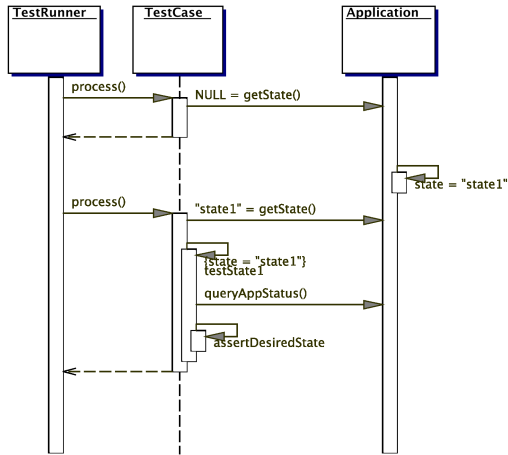 TestRunner
TestCase
Application
process()
NULL = getState()
state = "state1"
process()
"state1" = getState()
{state = "state1"}
testState1
queryAppStatus()
assertDesiredState